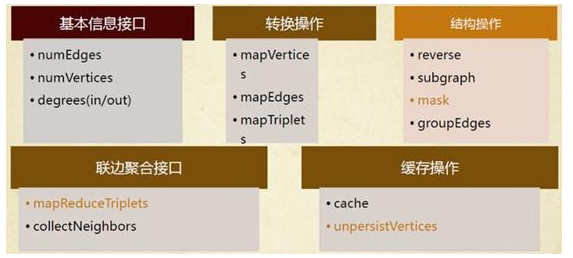 基本信息接口
• numEdges
• numVertices
• degrees(in/out)
转换操作
• mapVertice
s
• mapEdges
• mapTriplet
s
结构操作
• reverse
• subgraph
• mask
• groupEdges
联边聚合接口
• mapReduceTriplets
• collectNeighbors
缓存操作
• cache
• unpersistVertices